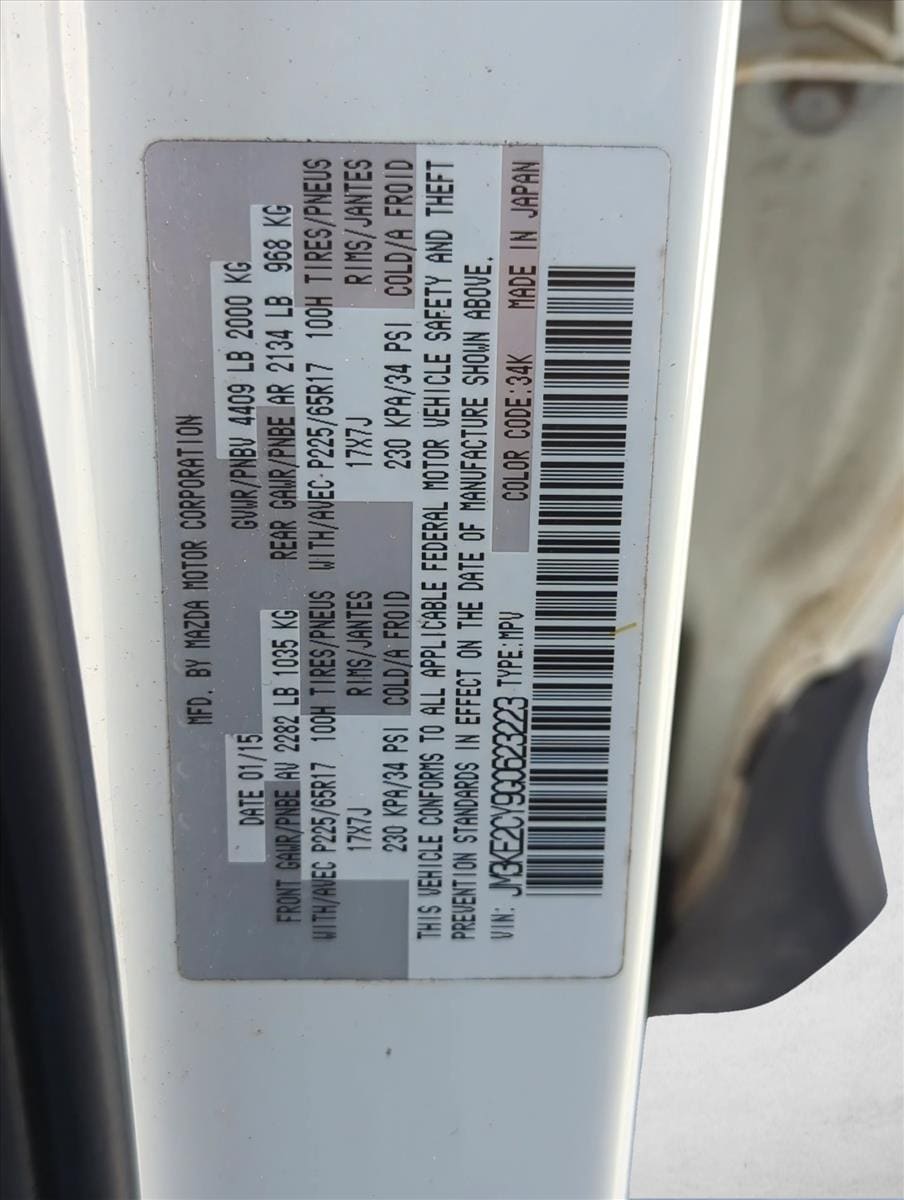 MFD. BY MAZDA MOTOR CORPORATION
DATE 01/15 GVWR/PNBV 4409 LB 2000 KG
FRONT GAWR/PNBE AV 2282 LB 1035 KG REAR GAWR/PNBE AR 2134 LB 968 KG
WITH/AVEC P225/65R17 100H TIRES/PNEUS WITH/AVEC P225/65R17 100H TIRES/PNEUS
17X7J RIMS/JANTES 17X7J RIMS/JANTES
230 KPA/34 PSI COLD/A FROID 230 KPA/34 PSI COLD/A FROID
THIS VEHICLE CONFORMS TO ALL APPLICABLE FEDERAL MOTOR VEHICLE SAFETY AND THEFT
PREVENTION STANDARDS IN EFFECT ON THE DATE OF MANUFACTURE SHOWN ABOVE.
VIN: JM3KE2CY9G0623223 TYPE:MPV COLOR CODE:34K MADE IN JAPAN